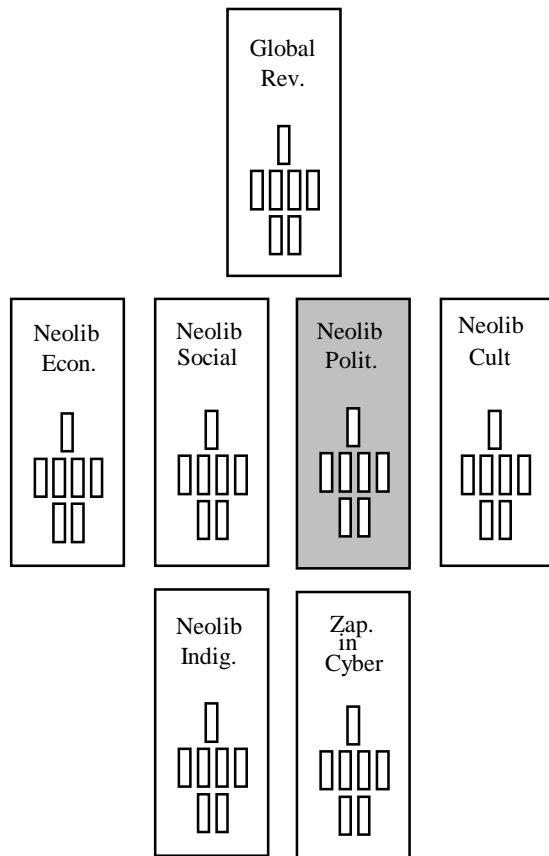 Global
Rev.
Neolib
Econ.
Neolib
Social
Neolib
Polit.
Neolib
Cult
Neolib
Indig.
Zap.
in
Cyber